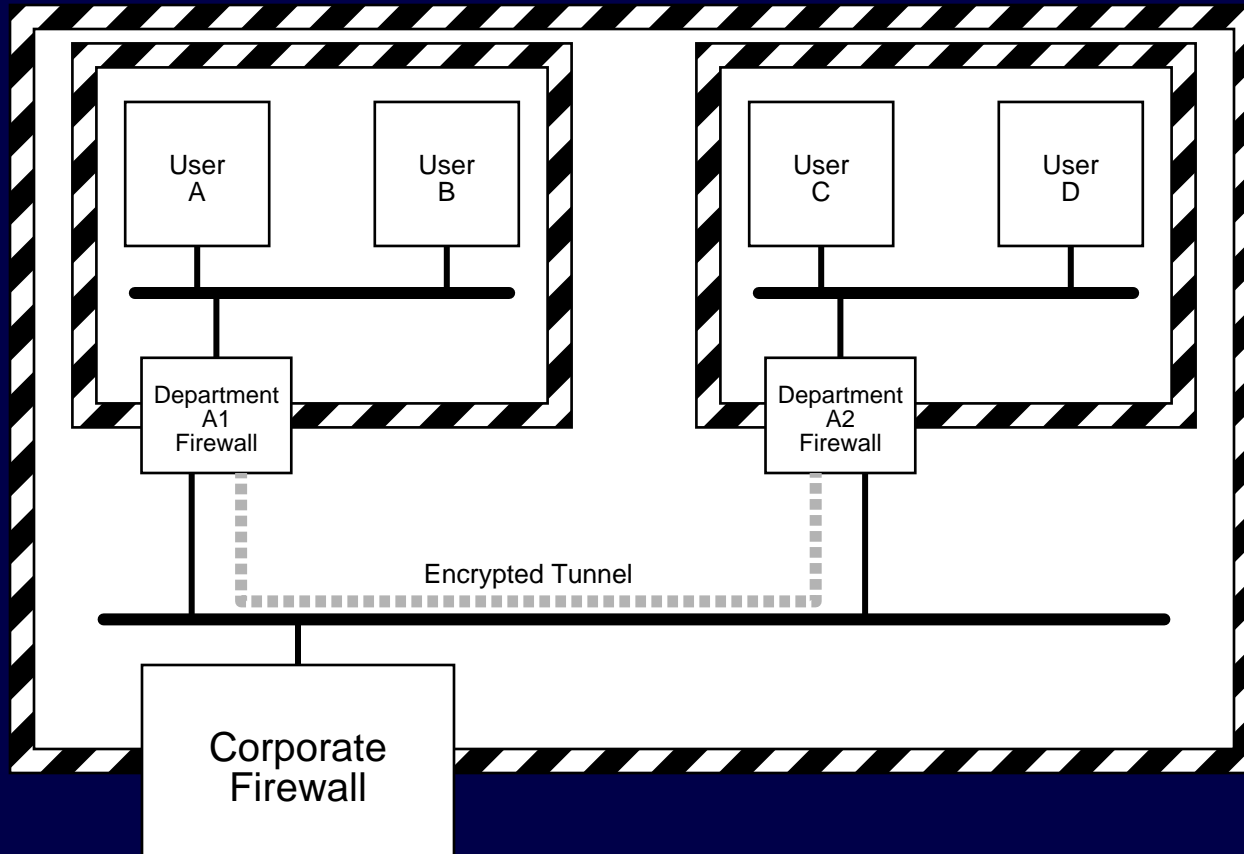 User
A
User
B
User
C
User
D
Department
A1
Firewall
Department
A2
Firewall
Encrypted Tunnel
Corporate
Firewall